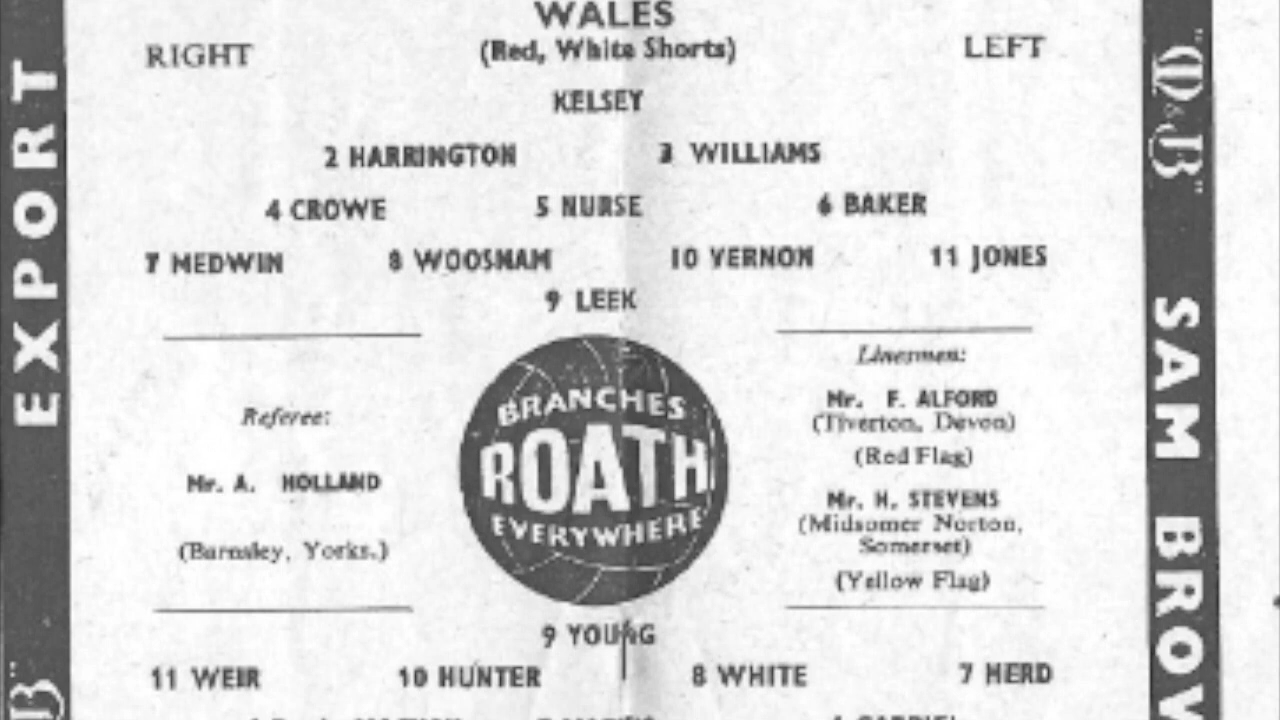 WALES
RIGHT (Red, White Shorts) LEFT
KELSEY
2 HARRINGTON 3 WILLIAMS
4 CROWE 5 NURSE 6 BAKER
7 MEDWIN 8 WOOSNAM 10 VERNON 11 JONES
9 LEEK
Referee:
Mr. A. HOLLAND
(Barnsley, Yorks.)
BRANCHES
ROATH
EVERYWHERE
Linesmen:
Mr. F. ALFORD
(Tiverton, Devon)
(Red Flag)
Mr. H. STEVENS
(Midsomer Norton,
Somerset)
(Yellow Flag)
9 YOUNG
11 WEIR 10 HUNTER 8 WHITE 7 HERD
EXPORT
SAM